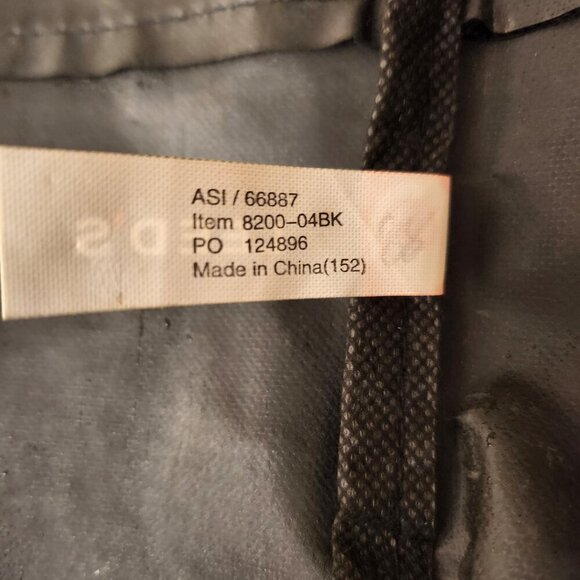 ASI / 66887
Item 8200-04BK
PO 124896
Made in China(152)